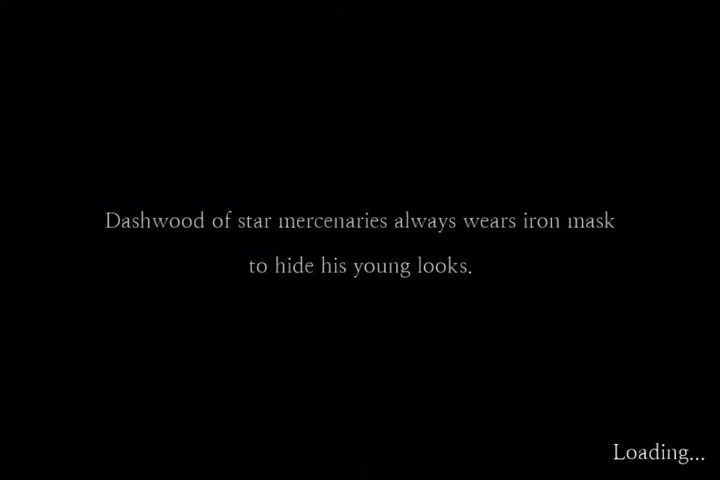 Dashwood of star mercenaries always wears iron mask
to hide his young looks.
Loading...